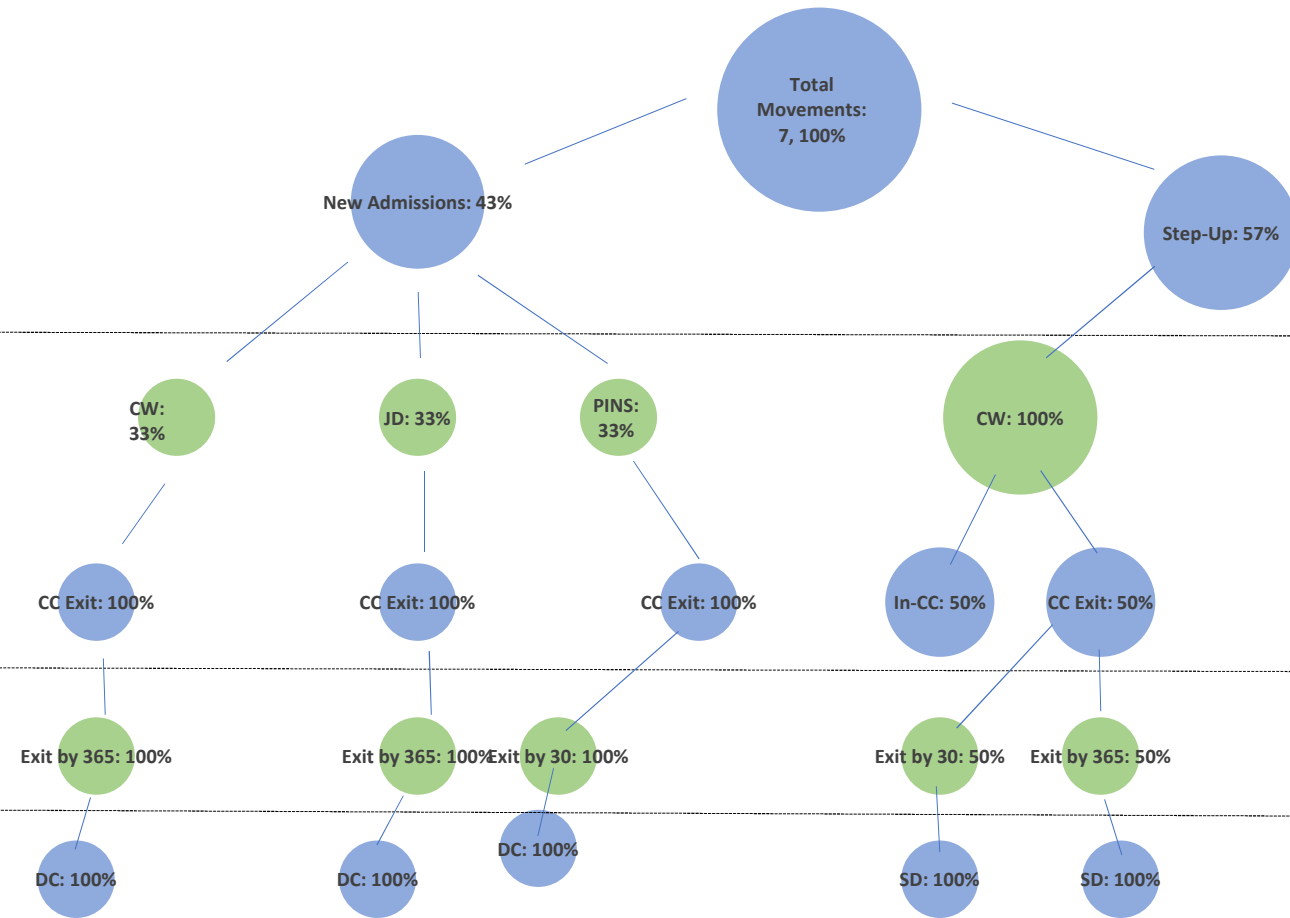 Total
Movements:
7, 100%
New Admissions: 43%
Step-Up: 57%
CW:
33%
JD: 33%
PINS:
33%
CW: 100%
CC Exit: 100%
CC Exit: 100%
CC Exit: 100%
In-CC: 50%
CC Exit: 50%
Exit by 365: 100%
Exit by 365: 100%
Exit by 30: 100%
Exit by 30: 50%
Exit by 365: 50%
DC: 100%
DC: 100%
DC: 100%
SD: 100%
SD: 100%